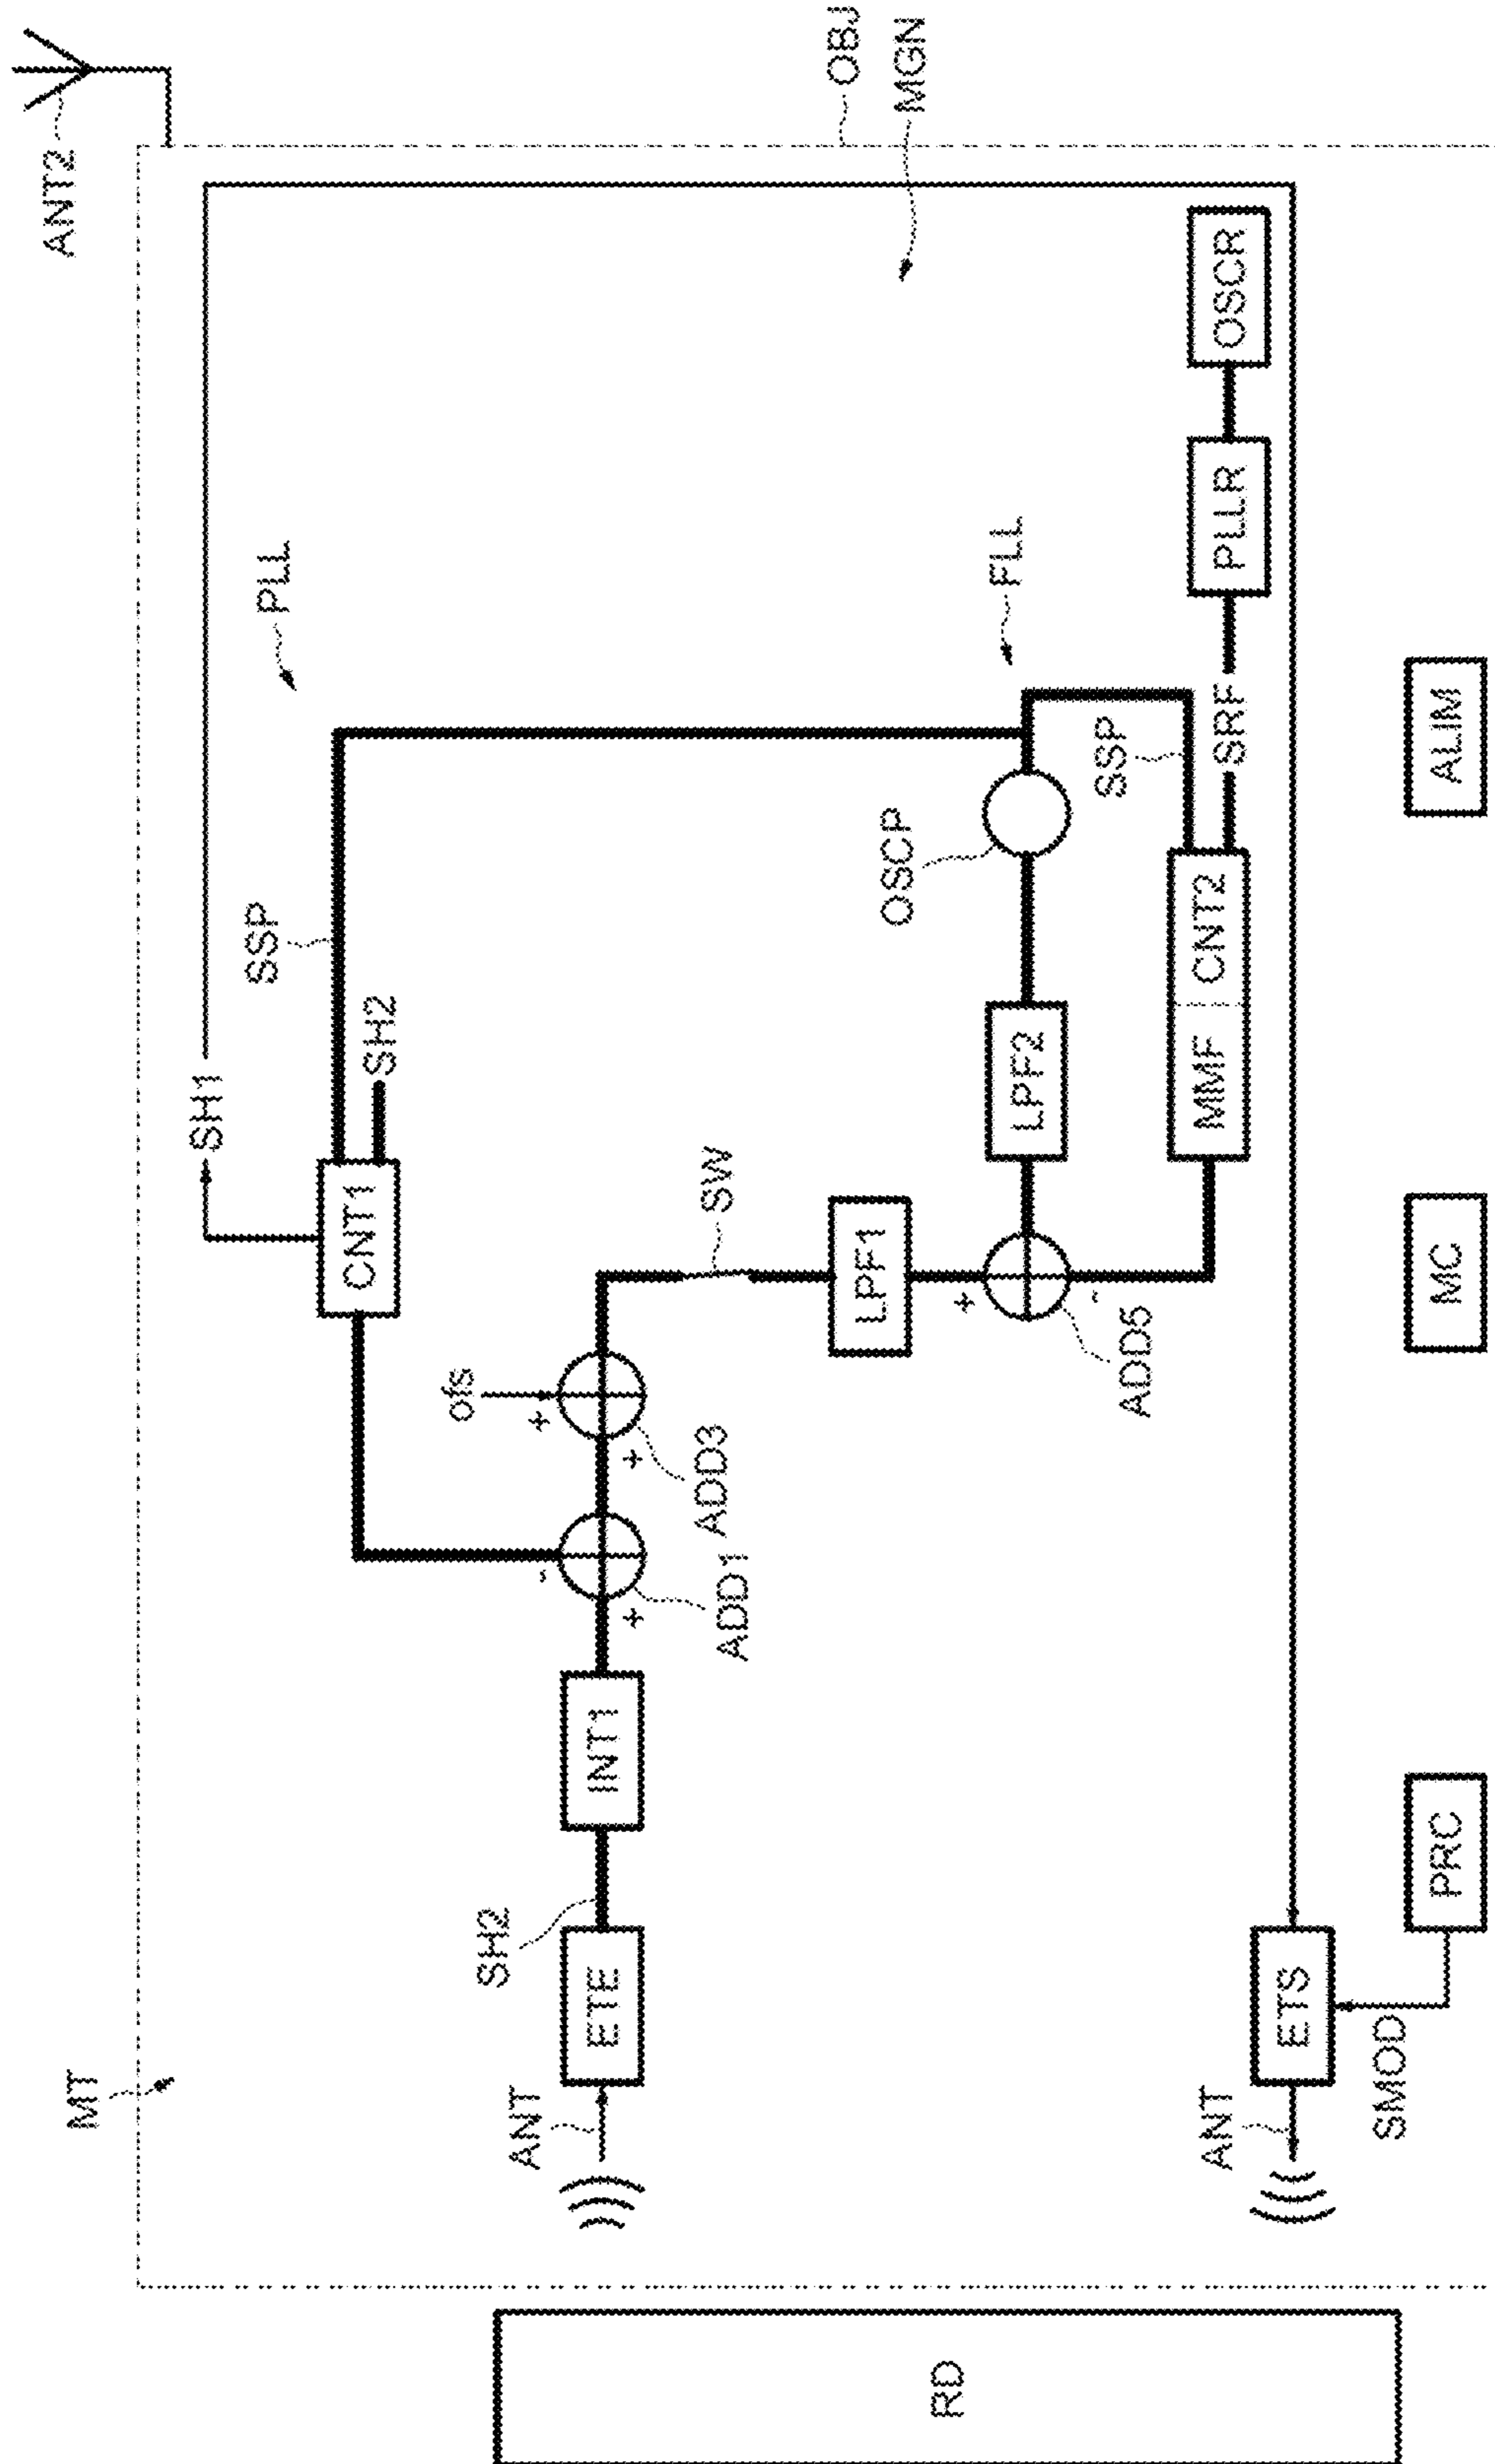 ANT2
OBJ
MGN
MT
SH1
PLL
SSP
CNT1
SH2
ofs
SW
FLL
OSCP
SSP
SH2
ANT
ETE
INT1
+
-
ADD1
+
+
ADD3
LPF1
+
-
ADD5
LPF2
MMF
CNT2
SRF
PLLR
OSCR
RD
ANT
ETS
SMOD
PRC
MC
ALIM